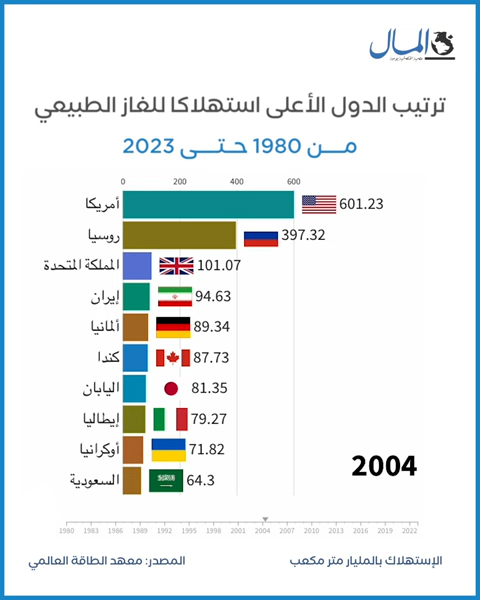 المال
ترتيب الدول الأعلى استهلاكا للغاز الطبيعي
مـــن 1980 حـتـــى 2023
0 200 400 600
أمريكا 601.23
روسيا 397.32
المملكة المتحدة 101.07
إيران 94.63
ألمانيا 89.34
كندا 87.73
اليابان 81.35
إيطاليا 79.27
أوكرانيا 71.82
السعودية 64.3
2004
1980 1983 1986 1989 1992 1995 1998 2001 2004 2007 2010 2013 2016 2019 2022
الإستهلاك بالمليار متر مكعب
المصدر: معهد الطاقة العالمي